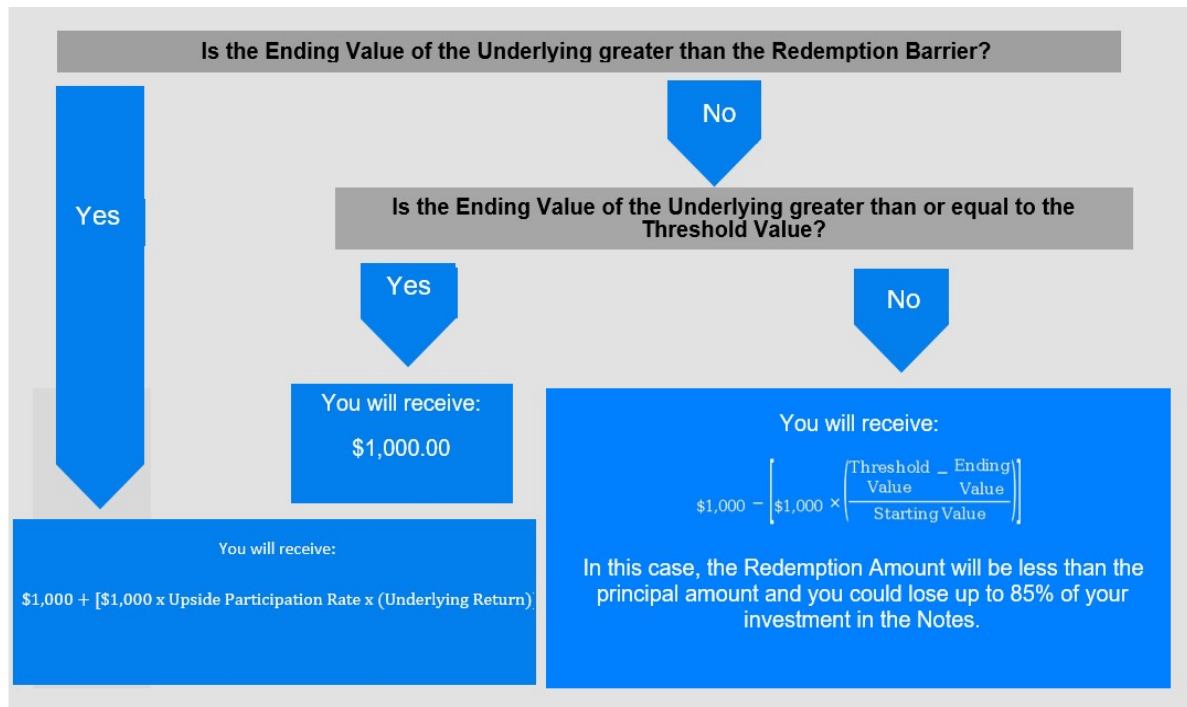 Is the Ending Value of the Underlying greater than the Redemption Barrier?
No
Yes
Is the Ending Value of the Underlying greater than or equal to the
Threshold Value?
Yes
No
You will receive:
$1,000.00
You will receive:
$1,000 − [$1,000 × (Threshold Value − Ending Value / Starting Value)]
In this case, the Redemption Amount will be less than the
principal amount and you could lose up to 85% of your
investment in the Notes.
You will receive:
$1,000 + [$1,000 x Upside Participation Rate x (Underlying Return)]